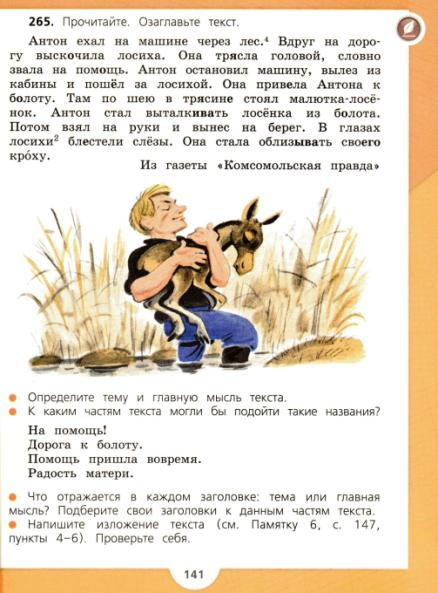 265. Прочитайте. Озаглавьте текст.
Антон ехал на машине через лес.⁴ Вдруг на доро-
гу выскочила лосиха. Она трясла головой, словно
звала на помощь. Антон остановил машину, вылез из
кабины и пошёл за лосихой. Она привела Антона к
болоту. Там по шею в трясине стоял малютка-лосё-
нок. Антон стал выталкивать лосёнка из болота.
Потом взял на руки и вынес на берег. В глазах
лосихи² блестели слёзы. Она стала облизывать своего
кро́ху.
Из газеты «Комсомольская правда»
Определите тему и главную мысль текста.
К каким частям текста могли бы подойти такие названия?
На помощь!
Дорога к болоту.
Помощь пришла вовремя.
Радость матери.
Что отражается в каждом заголовке: тема или главная
мысль? Подберите свои заголовки к данным частям текста.
Напишите изложение текста (см. Памятку 6, с. 147,
пункты 4–6). Проверьте себя.
141